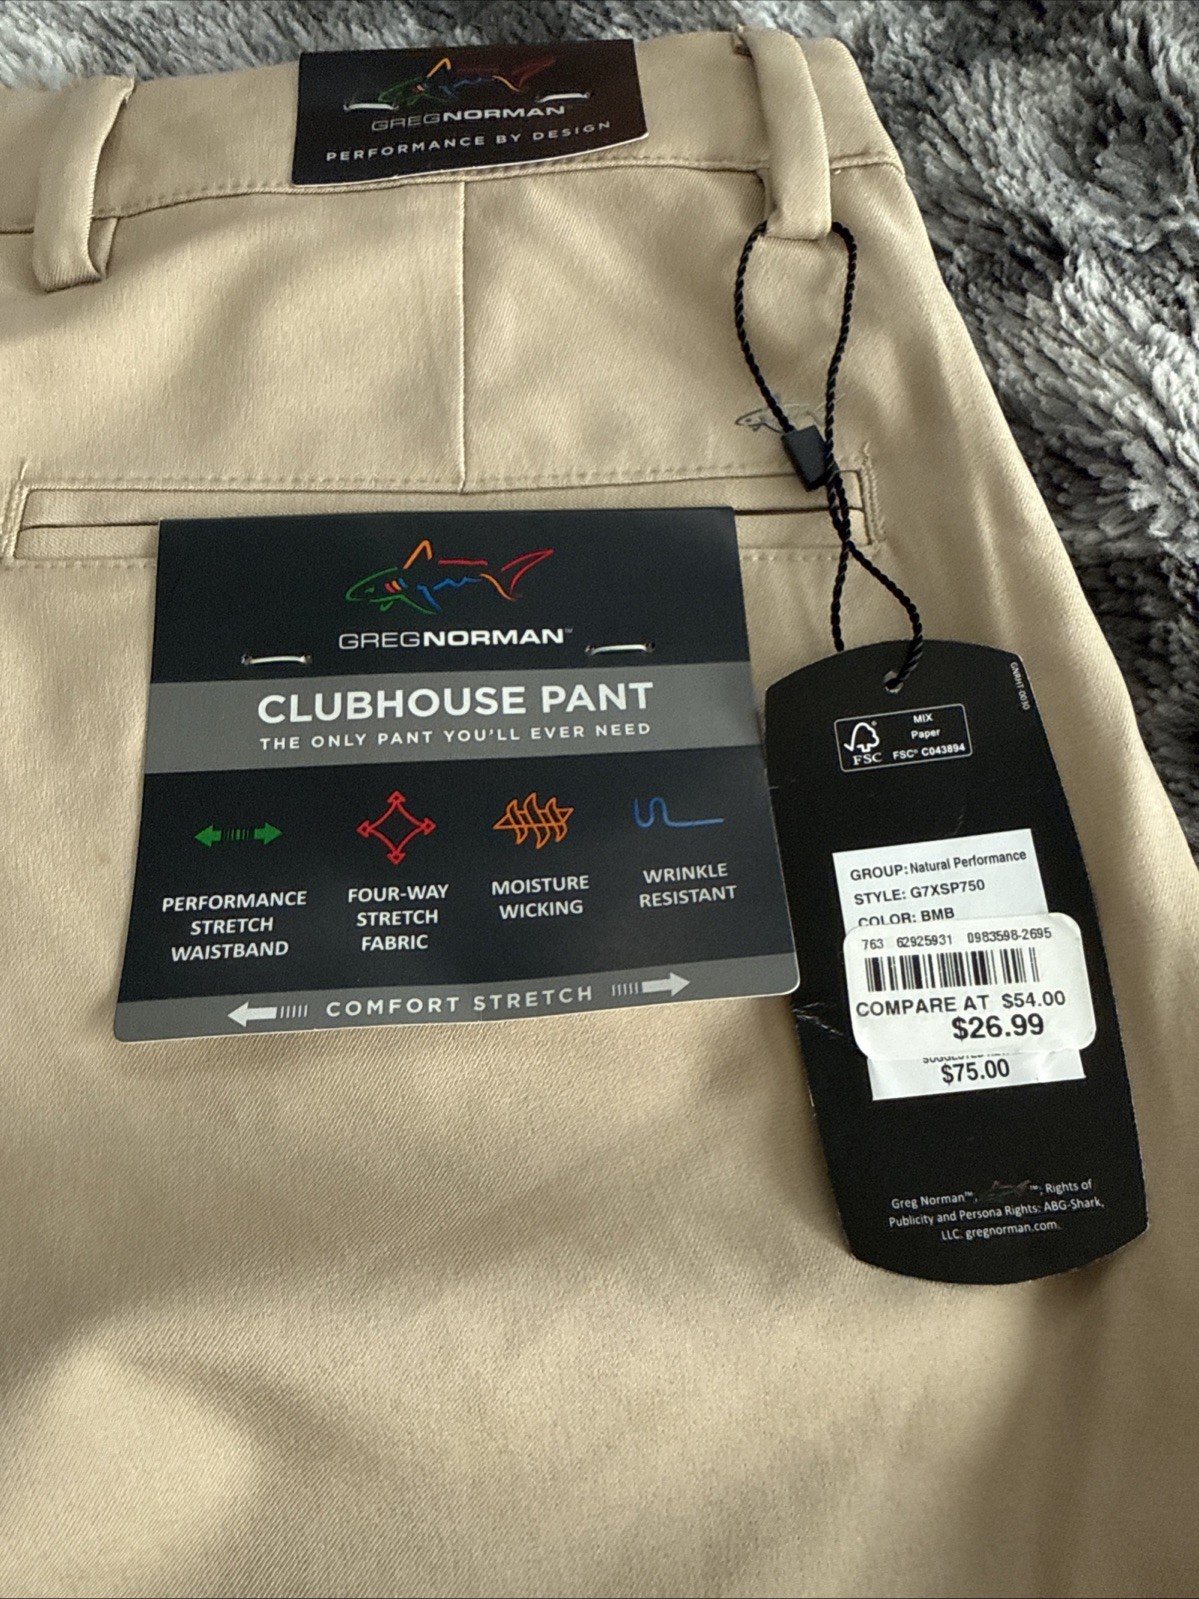 GREGNORMAN
PERFORMANCE BY DESIGN
GREGNORMAN™
CLUBHOUSE PANT
THE ONLY PANT YOU'LL EVER NEED
PERFORMANCE
STRETCH
WAISTBAND
FOUR-WAY
STRETCH
FABRIC
MOISTURE
WICKING
WRINKLE
RESISTANT
COMFORT STRETCH
GNRHT 0010
FSC®
MIX
Paper
FSC® C043894
GROUP: Natural Performance
STYLE: G7XSP750
COLOR: BMB
763 62925931 0983598-2695
COMPARE AT $54.00
$26.99
$75.00
Greg Norman™, ™; Rights of
Publicity and Persona Rights: ABG-Shark,
LLC. gregnorman.com.